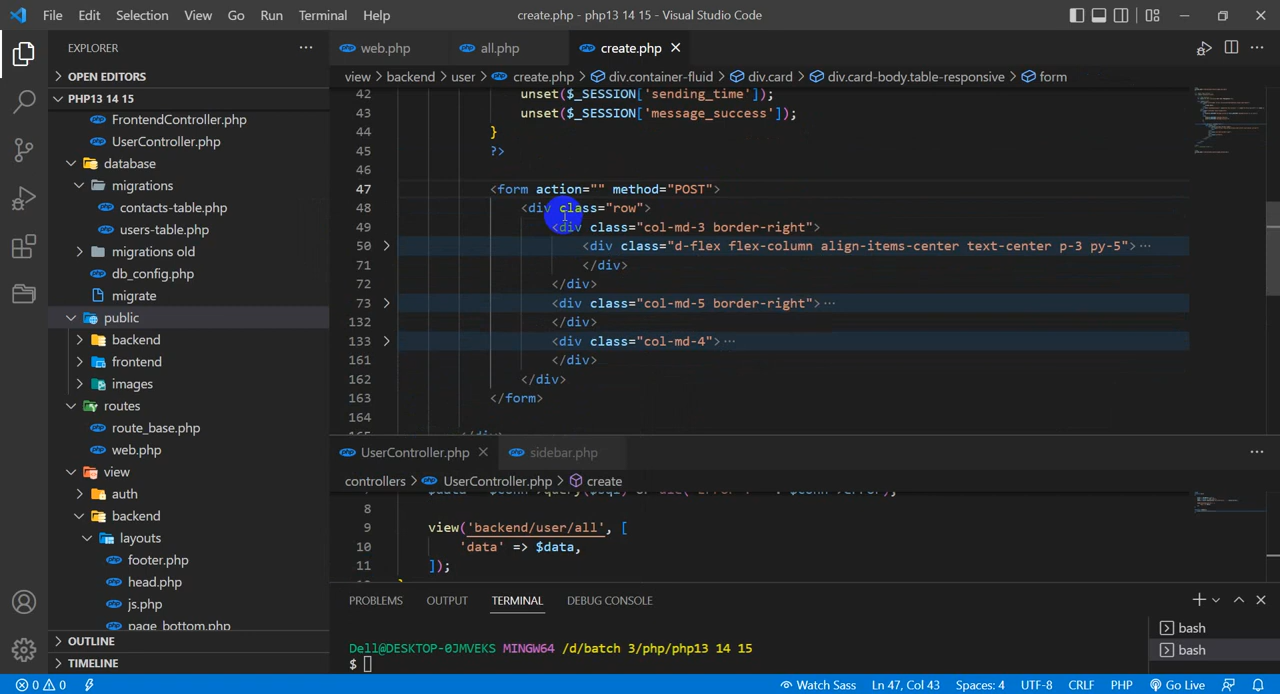 File Edit Selection View Go Run Terminal Help create.php - php13 14 15 - Visual Studio Code
EXPLORER
OPEN EDITORS
PHP13 14 15
FrontendController.php
UserController.php
database
migrations
contacts-table.php
users-table.php
migrations old
db_config.php
migrate
public
backend
frontend
images
routes
route_base.php
web.php
view
auth
backend
layouts
footer.php
head.php
js.php
page_bottom.php
OUTLINE
TIMELINE
web.php all.php create.php
view > backend > user > create.php > div.container-fluid > div.card > div.card-body.table-responsive > form
42 unset($_SESSION['sending_time']);
43 unset($_SESSION['message_success']);
44 }
45 ?>
46
47 <form action="" method="POST">
48 <div class="row">
49 <div class="col-md-3 border-right">
50 <div class="d-flex flex-column align-items-center text-center p-3 py-5">…
71 </div>
72 </div>
73 <div class="col-md-5 border-right">…
132 </div>
133 <div class="col-md-4">…
161 </div>
162 </div>
163 </form>
164
UserController.php sidebar.php
controllers > UserController.php > create
8
9 view('backend/user/all', [
10 'data' => $data,
11 ]);
PROBLEMS OUTPUT TERMINAL DEBUG CONSOLE
Dell@DESKTOP-0JMVEKS MINGW64 /d/batch 3/php/php13 14 15
$
bash
bash
0 0 Watch Sass Ln 47, Col 43 Spaces: 4 UTF-8 CRLF PHP Go Live